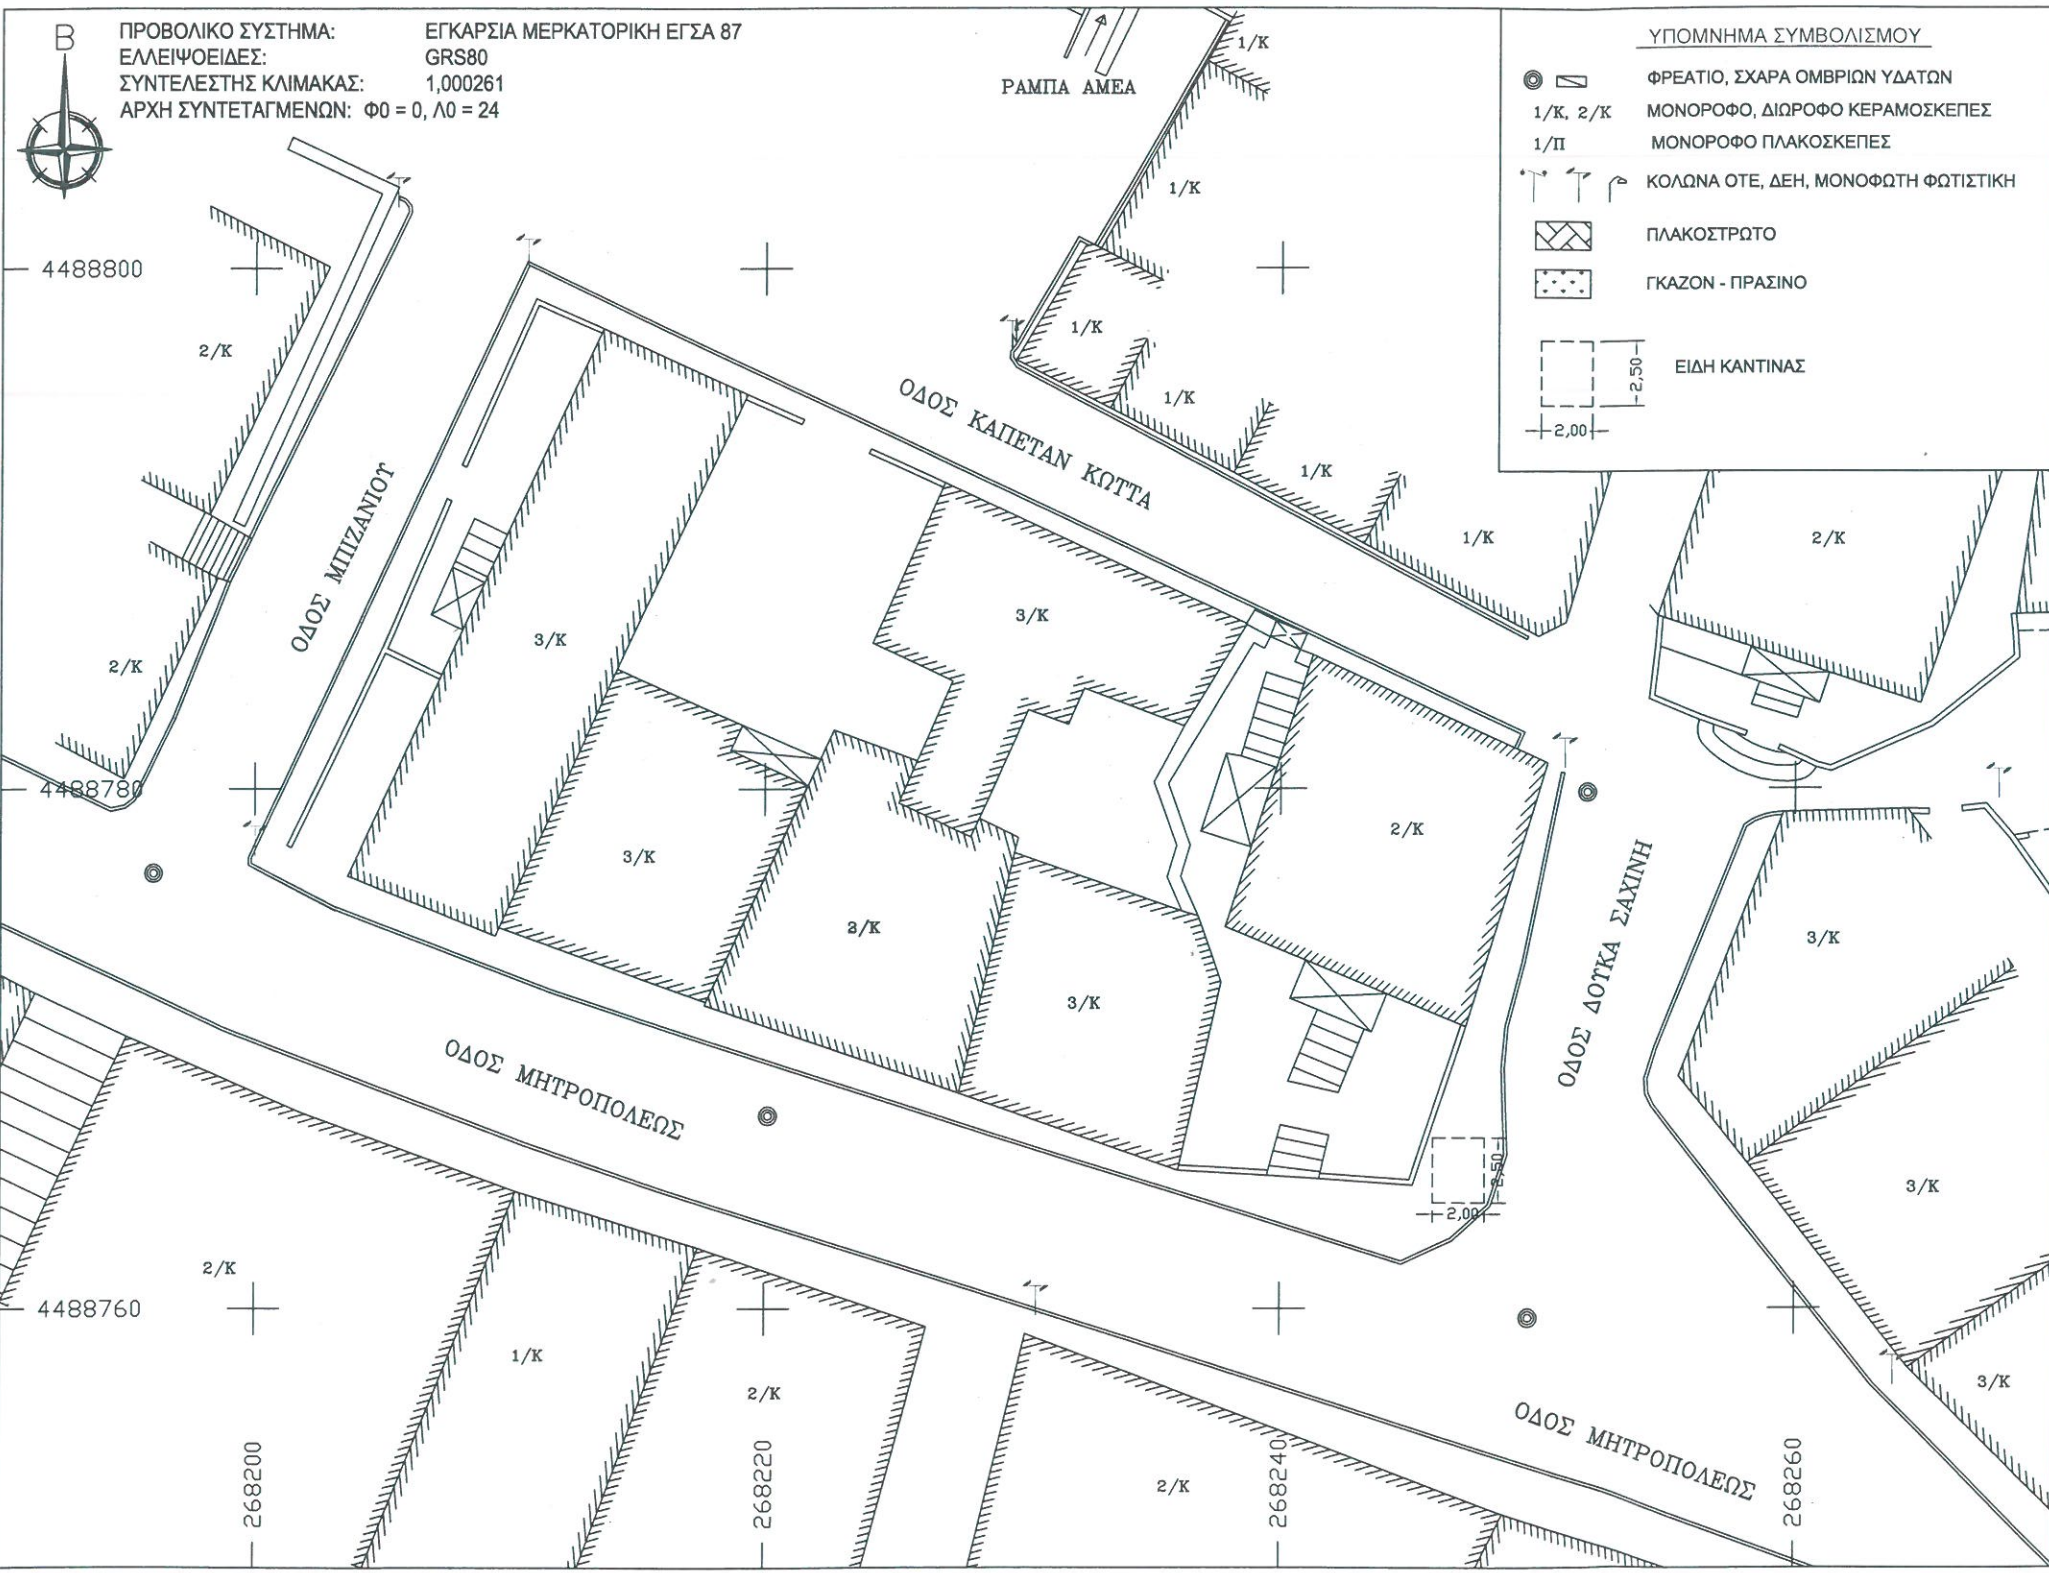 Β
ΠΡΟΒΟΛΙΚΟ ΣΥΣΤΗΜΑ: ΕΓΚΑΡΣΙΑ ΜΕΡΚΑΤΟΡΙΚΗ ΕΓΣΑ 87
ΕΛΛΕΙΨΟΕΙΔΕΣ: GRS80
ΣΥΝΤΕΛΕΣΤΗΣ ΚΛΙΜΑΚΑΣ: 1,000261
ΑΡΧΗ ΣΥΝΤΕΤΑΓΜΕΝΩΝ: Φ0 = 0, Λ0 = 24
ΥΠΟΜΝΗΜΑ ΣΥΜΒΟΛΙΣΜΟΥ
ΦΡΕΑΤΙΟ, ΣΧΑΡΑ ΟΜΒΡΙΩΝ ΥΔΑΤΩΝ
1/Κ, 2/Κ ΜΟΝΟΡΟΦΟ, ΔΙΩΡΟΦΟ ΚΕΡΑΜΟΣΚΕΠΕΣ
1/Π ΜΟΝΟΡΟΦΟ ΠΛΑΚΟΣΚΕΠΕΣ
ΚΟΛΩΝΑ ΟΤΕ, ΔΕΗ, ΜΟΝΟΦΩΤΗ ΦΩΤΙΣΤΙΚΗ
ΠΛΑΚΟΣΤΡΩΤΟ
ΓΚΑΖΟΝ - ΠΡΑΣΙΝΟ
2,50
ΕΙΔΗ ΚΑΝΤΙΝΑΣ
2,00
1/Κ
ΡΑΜΠΑ ΑΜΕΑ
1/Κ
4488800
1/Κ
2/Κ
1/Κ
ΟΔΟΣ ΚΑΠΕΤΑΝ ΚΩΤΤΑ
1/Κ
1/Κ
2/Κ
ΟΔΟΣ ΜΠΙΖΑΝΙΟΥ
3/Κ
3/Κ
2/Κ
4488780
2/Κ
3/Κ
2/Κ
3/Κ
ΟΔΟΣ ΔΟΥΚΑ ΣΑΧΙΝΗ
3/Κ
ΟΔΟΣ ΜΗΤΡΟΠΟΛΕΩΣ
2,50
2,00
3/Κ
2/Κ
4488760
1/Κ
2/Κ
3/Κ
2/Κ
ΟΔΟΣ ΜΗΤΡΟΠΟΛΕΩΣ
268200
268220
268240
268260